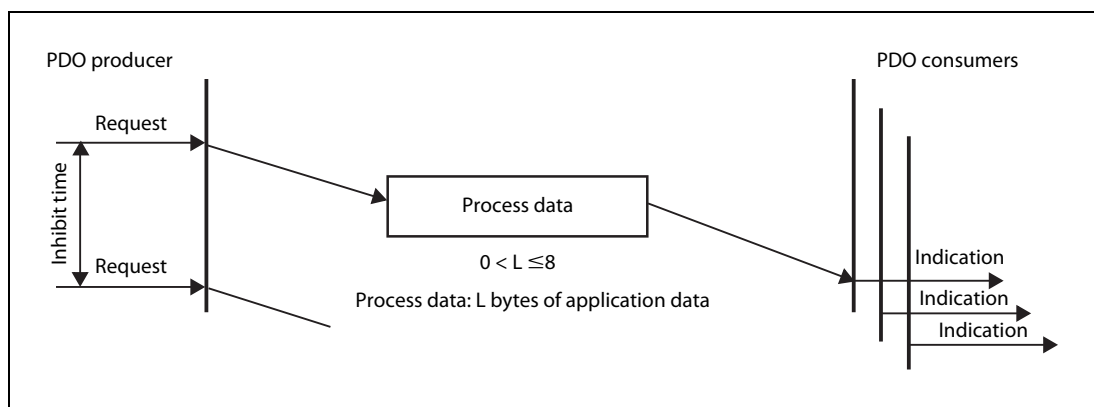 PDO producer
PDO consumers
Request
Inhibit time
Process data
Request
0 < L ≦8
Process data: L bytes of application data
Indication
Indication
Indication